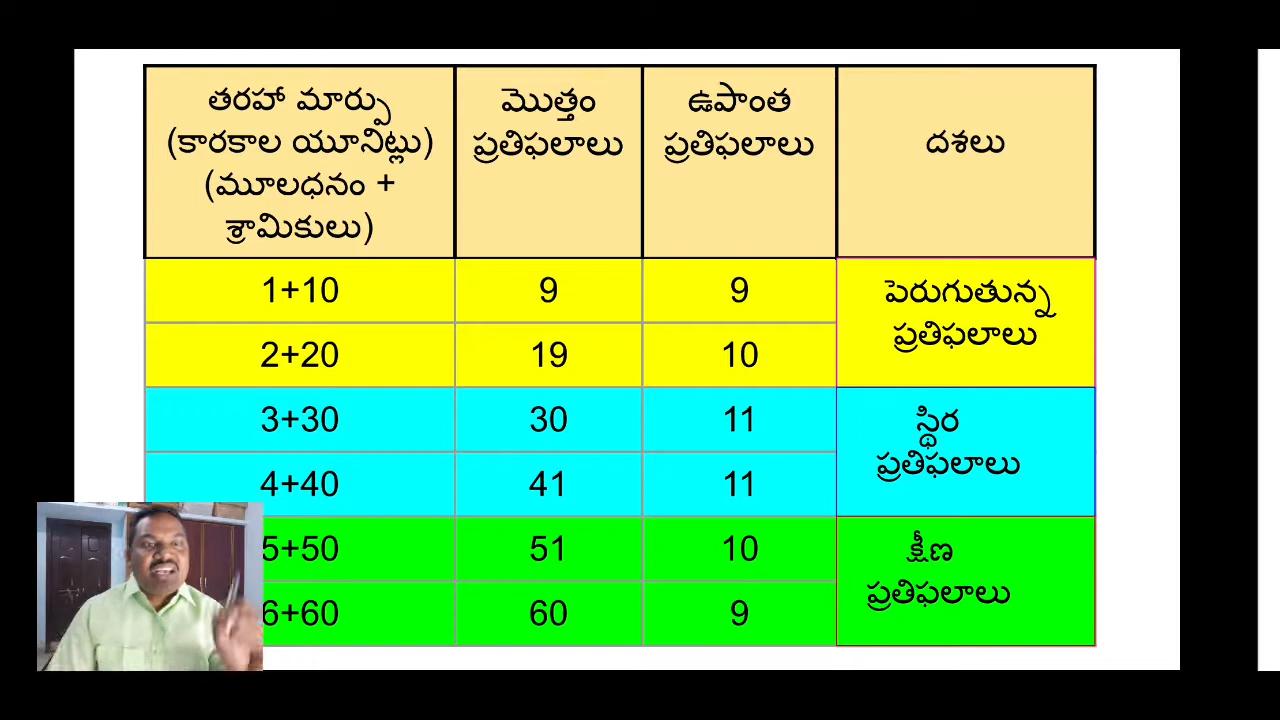 తరహా మార్పు
(కారకాల యూనిట్లు)
(మూలధనం +
శ్రామికులు)
మొత్తం
ప్రతిఫలాలు
ఉపాంత
ప్రతిఫలాలు
దశలు
1+10 9 9
పెరుగుతున్న
ప్రతిఫలాలు
2+20 19 10
3+30 30 11
స్థిర
ప్రతిఫలాలు
4+40 41 11
5+50 51 10
క్షీణ
ప్రతిఫలాలు
6+60 60 9